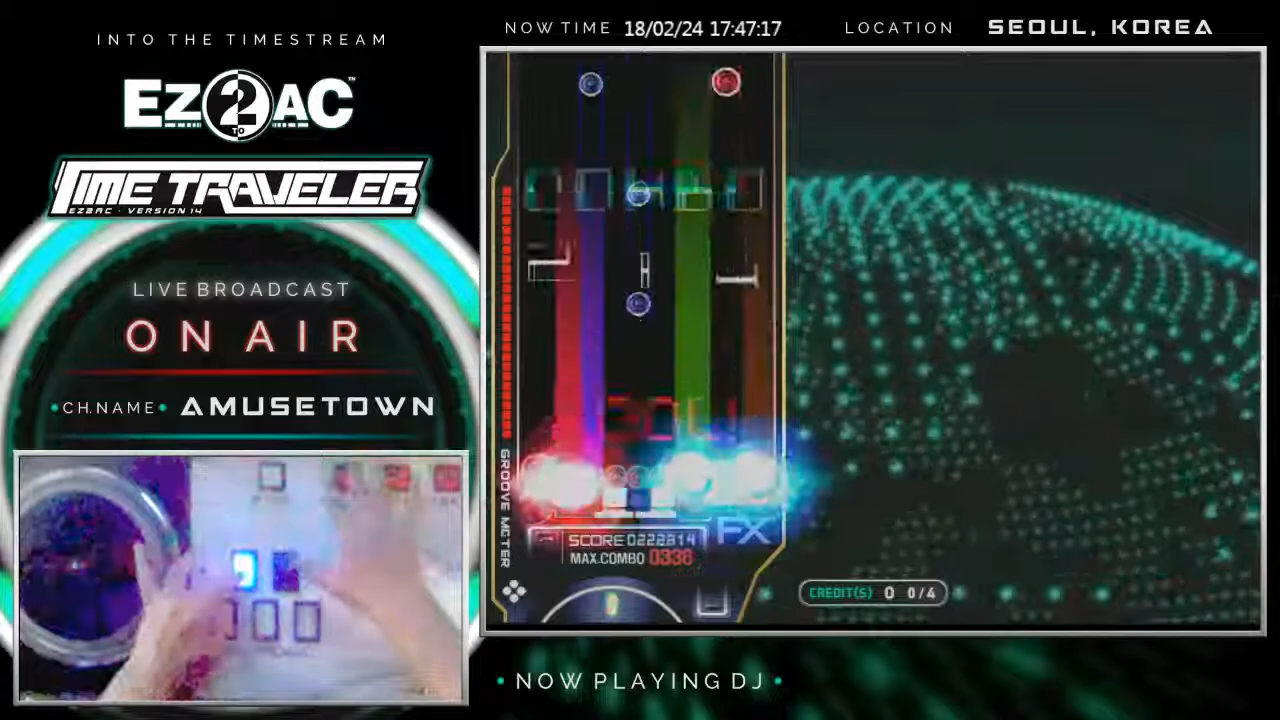 INTO THE TIMESTREAM
EZ2AC™
TO
TIME TRAVELER
EZ2AC · VERSION 14
LIVE BROADCAST
ON AIR
• CH.NAME • AMUSETOWN
NOW TIME 18/02/24 17:47:17
LOCATION SEOUL, KOREA
GROOVE METER
SCORE 0222814
MAX.COMBO 0338
FX
CREDIT(S) 0 0/4
• NOW PLAYING DJ •